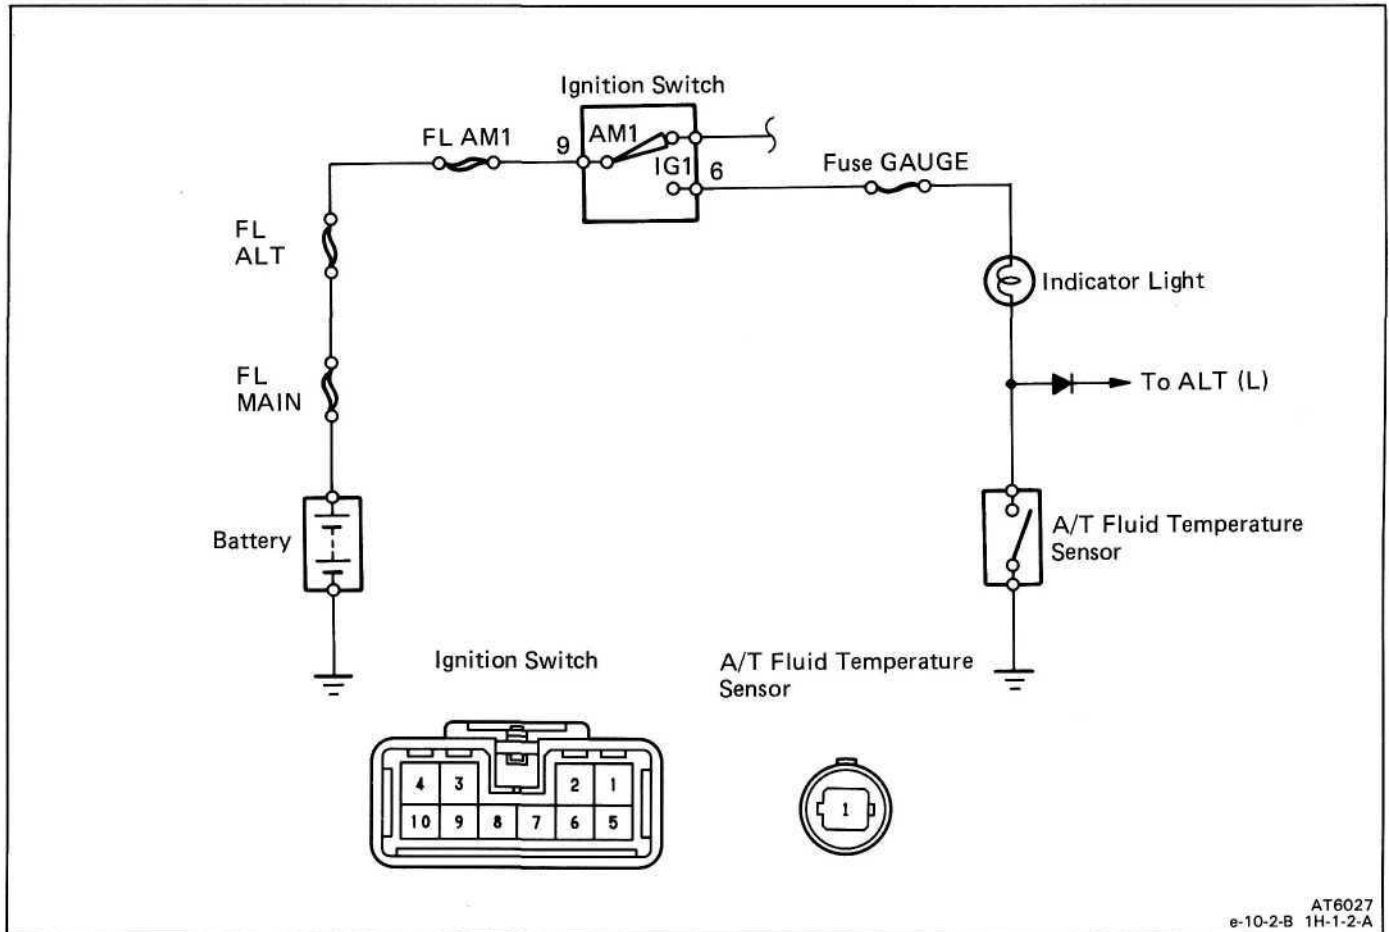 Ignition Switch
FL AM1
9
AM1
IG1
6
Fuse GAUGE
FL
ALT
Indicator Light
FL
MAIN
To ALT (L)
Battery
A/T Fluid Temperature
Sensor
Ignition Switch
A/T Fluid Temperature
Sensor
4 3 2 1
10 9 8 7 6 5
1
AT6027
e-10-2-B 1H-1-2-A